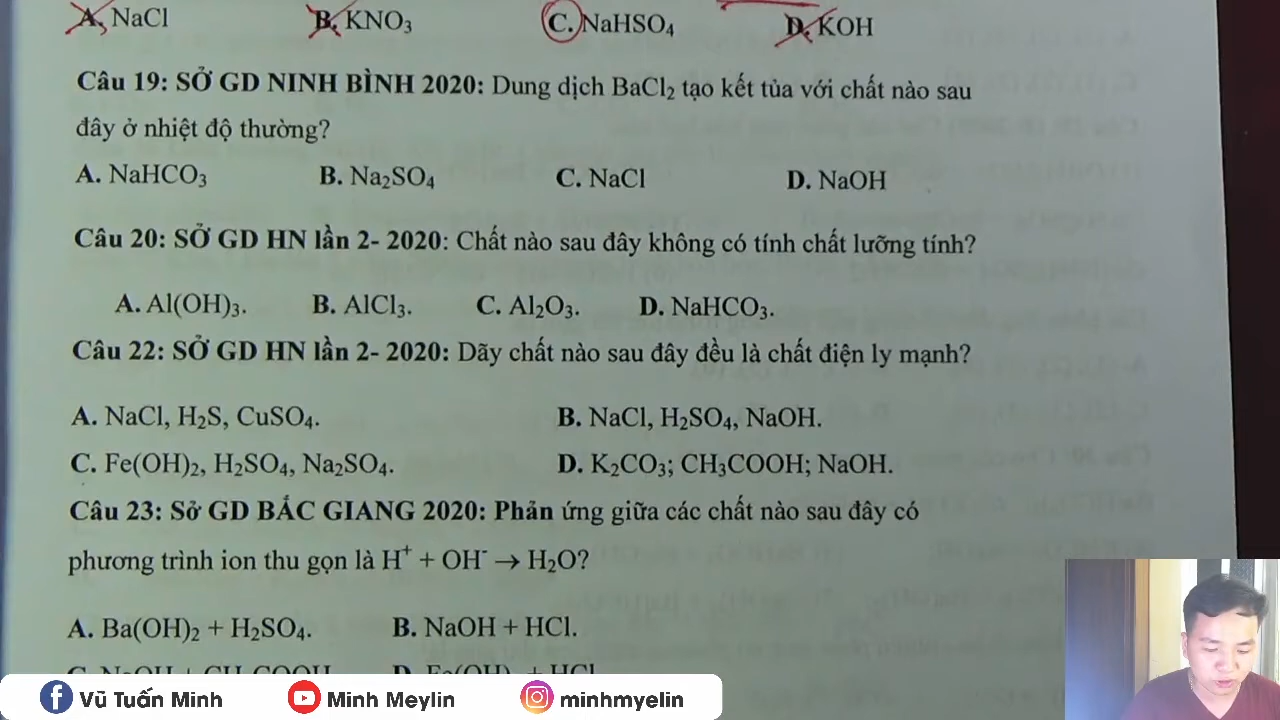 A. NaCl B. KNO₃ C. NaHSO₄ D. KOH
Câu 19: SỞ GD NINH BÌNH 2020: Dung dịch BaCl₂ tạo kết tủa với chất nào sau
đây ở nhiệt độ thường?
A. NaHCO₃ B. Na₂SO₄ C. NaCl D. NaOH
Câu 20: SỞ GD HN lần 2- 2020: Chất nào sau đây không có tính chất lưỡng tính?
A. Al(OH)₃. B. AlCl₃. C. Al₂O₃. D. NaHCO₃.
Câu 22: SỞ GD HN lần 2- 2020: Dãy chất nào sau đây đều là chất điện ly mạnh?
A. NaCl, H₂S, CuSO₄. B. NaCl, H₂SO₄, NaOH.
C. Fe(OH)₂, H₂SO₄, Na₂SO₄. D. K₂CO₃; CH₃COOH; NaOH.
Câu 23: Sở GD BẮC GIANG 2020: Phản ứng giữa các chất nào sau đây có
phương trình ion thu gọn là H⁺ + OH⁻ → H₂O?
A. Ba(OH)₂ + H₂SO₄. B. NaOH + HCl.
Vũ Tuấn Minh Minh Meylin minhmyelin